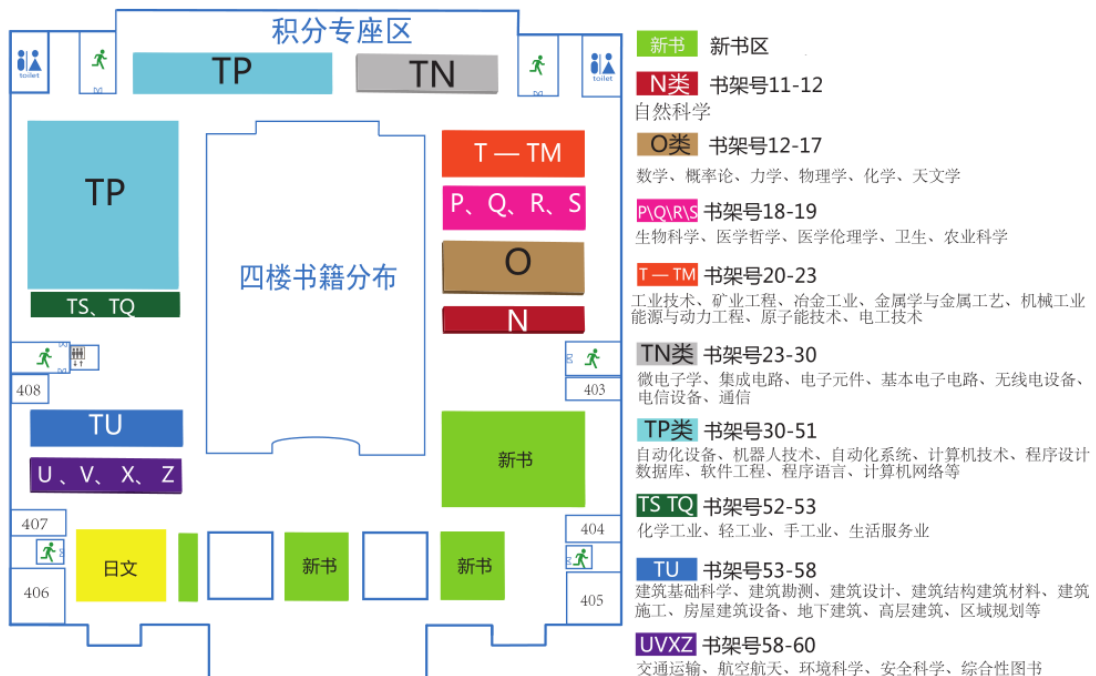 积分专座区
toilet
TP
TN
toilet
TP
T — TM
P、Q、R、S
O
四楼书籍分布
TS、TQ
N
408
403
TU
新书
U 、V、X、Z
407
404
日文
新书
新书
406
405
新书 新书区
N类 书架号11-12
自然科学
O类 书架号12-17
数学、概率论、力学、物理学、化学、天文学
P\Q\R\S 书架号18-19
生物科学、医学哲学、医学伦理学、卫生、农业科学
T — TM 书架号20-23
工业技术、矿业工程、冶金工业、金属学与金属工艺、机械工业
能源与动力工程、原子能技术、电工技术
TN类 书架号23-30
微电子学、集成电路、电子元件、基本电子电路、无线电设备、
电信设备、通信
TP类 书架号30-51
自动化设备、机器人技术、自动化系统、计算机技术、程序设计
数据库、软件工程、程序语言、计算机网络等
TS TQ 书架号52-53
化学工业、轻工业、手工业、生活服务业
TU 书架号53-58
建筑基础科学、建筑勘测、建筑设计、建筑结构建筑材料、建筑
施工、房屋建筑设备、地下建筑、高层建筑、区域规划等
UVXZ 书架号58-60
交通运输、航空航天、环境科学、安全科学、综合性图书